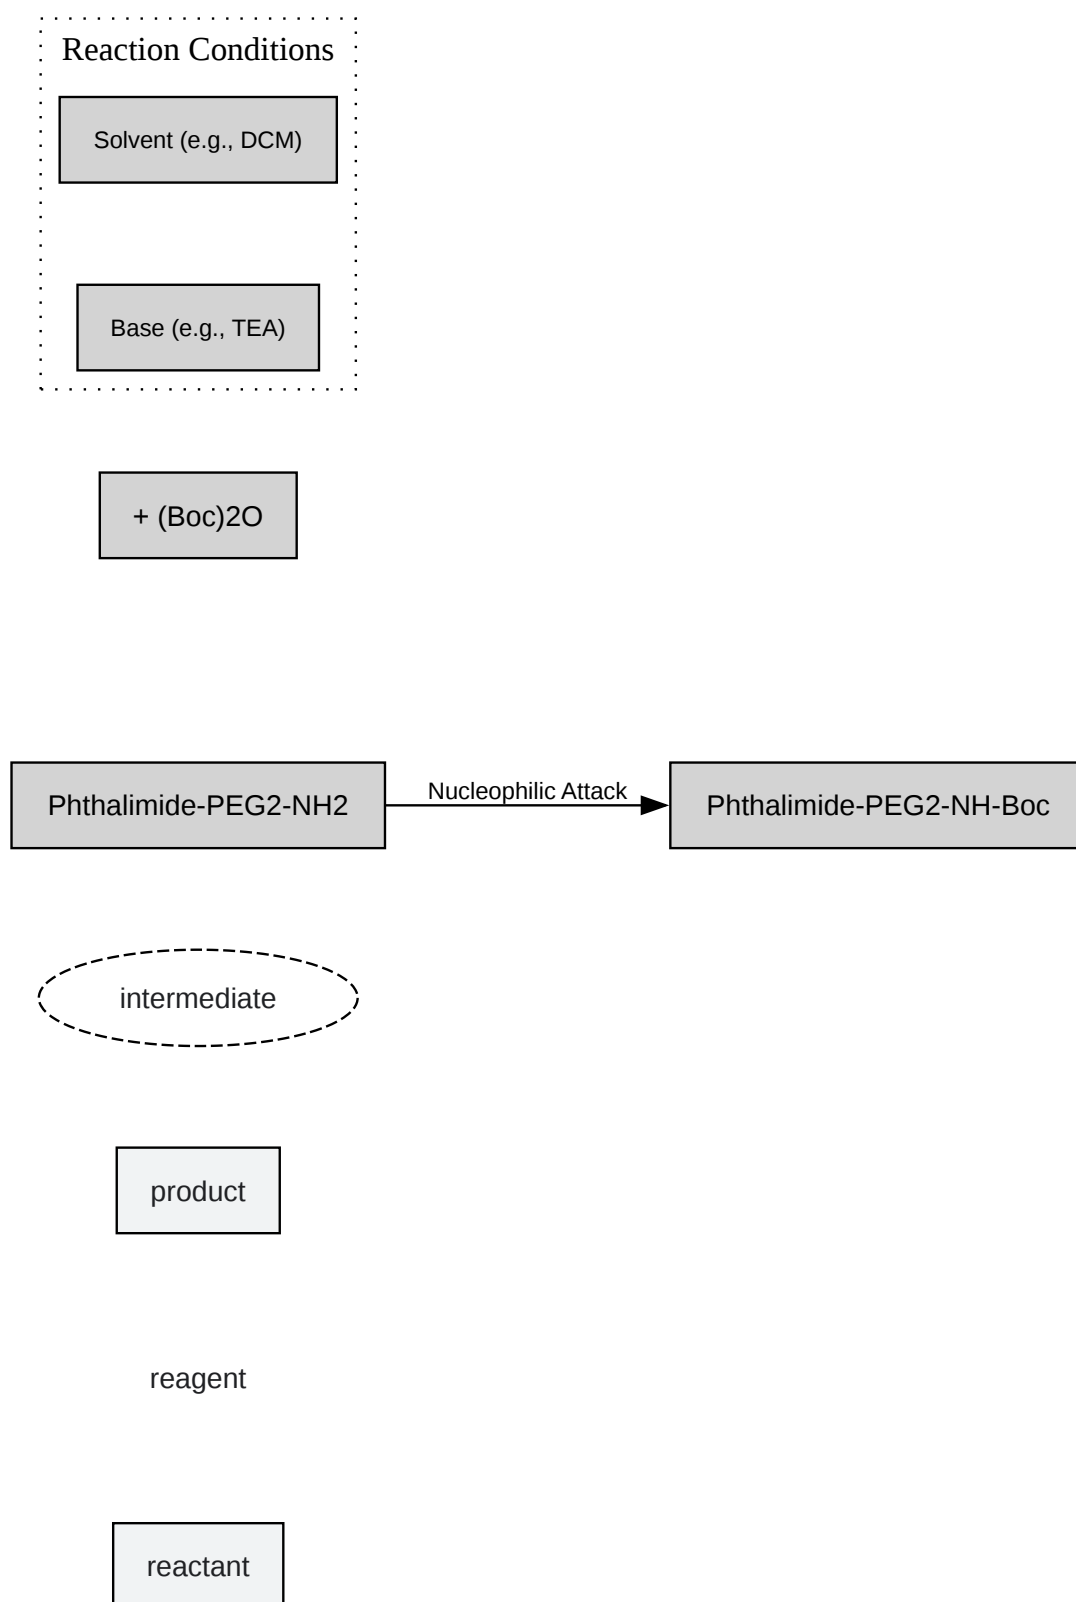 Reaction Conditions
Solvent (e.g., DCM)
Base (e.g., TEA)
+ (Boc)2O
Phthalimide-PEG2-NH2
Nucleophilic Attack
Phthalimide-PEG2-NH-Boc
intermediate
product
reagent
reactant